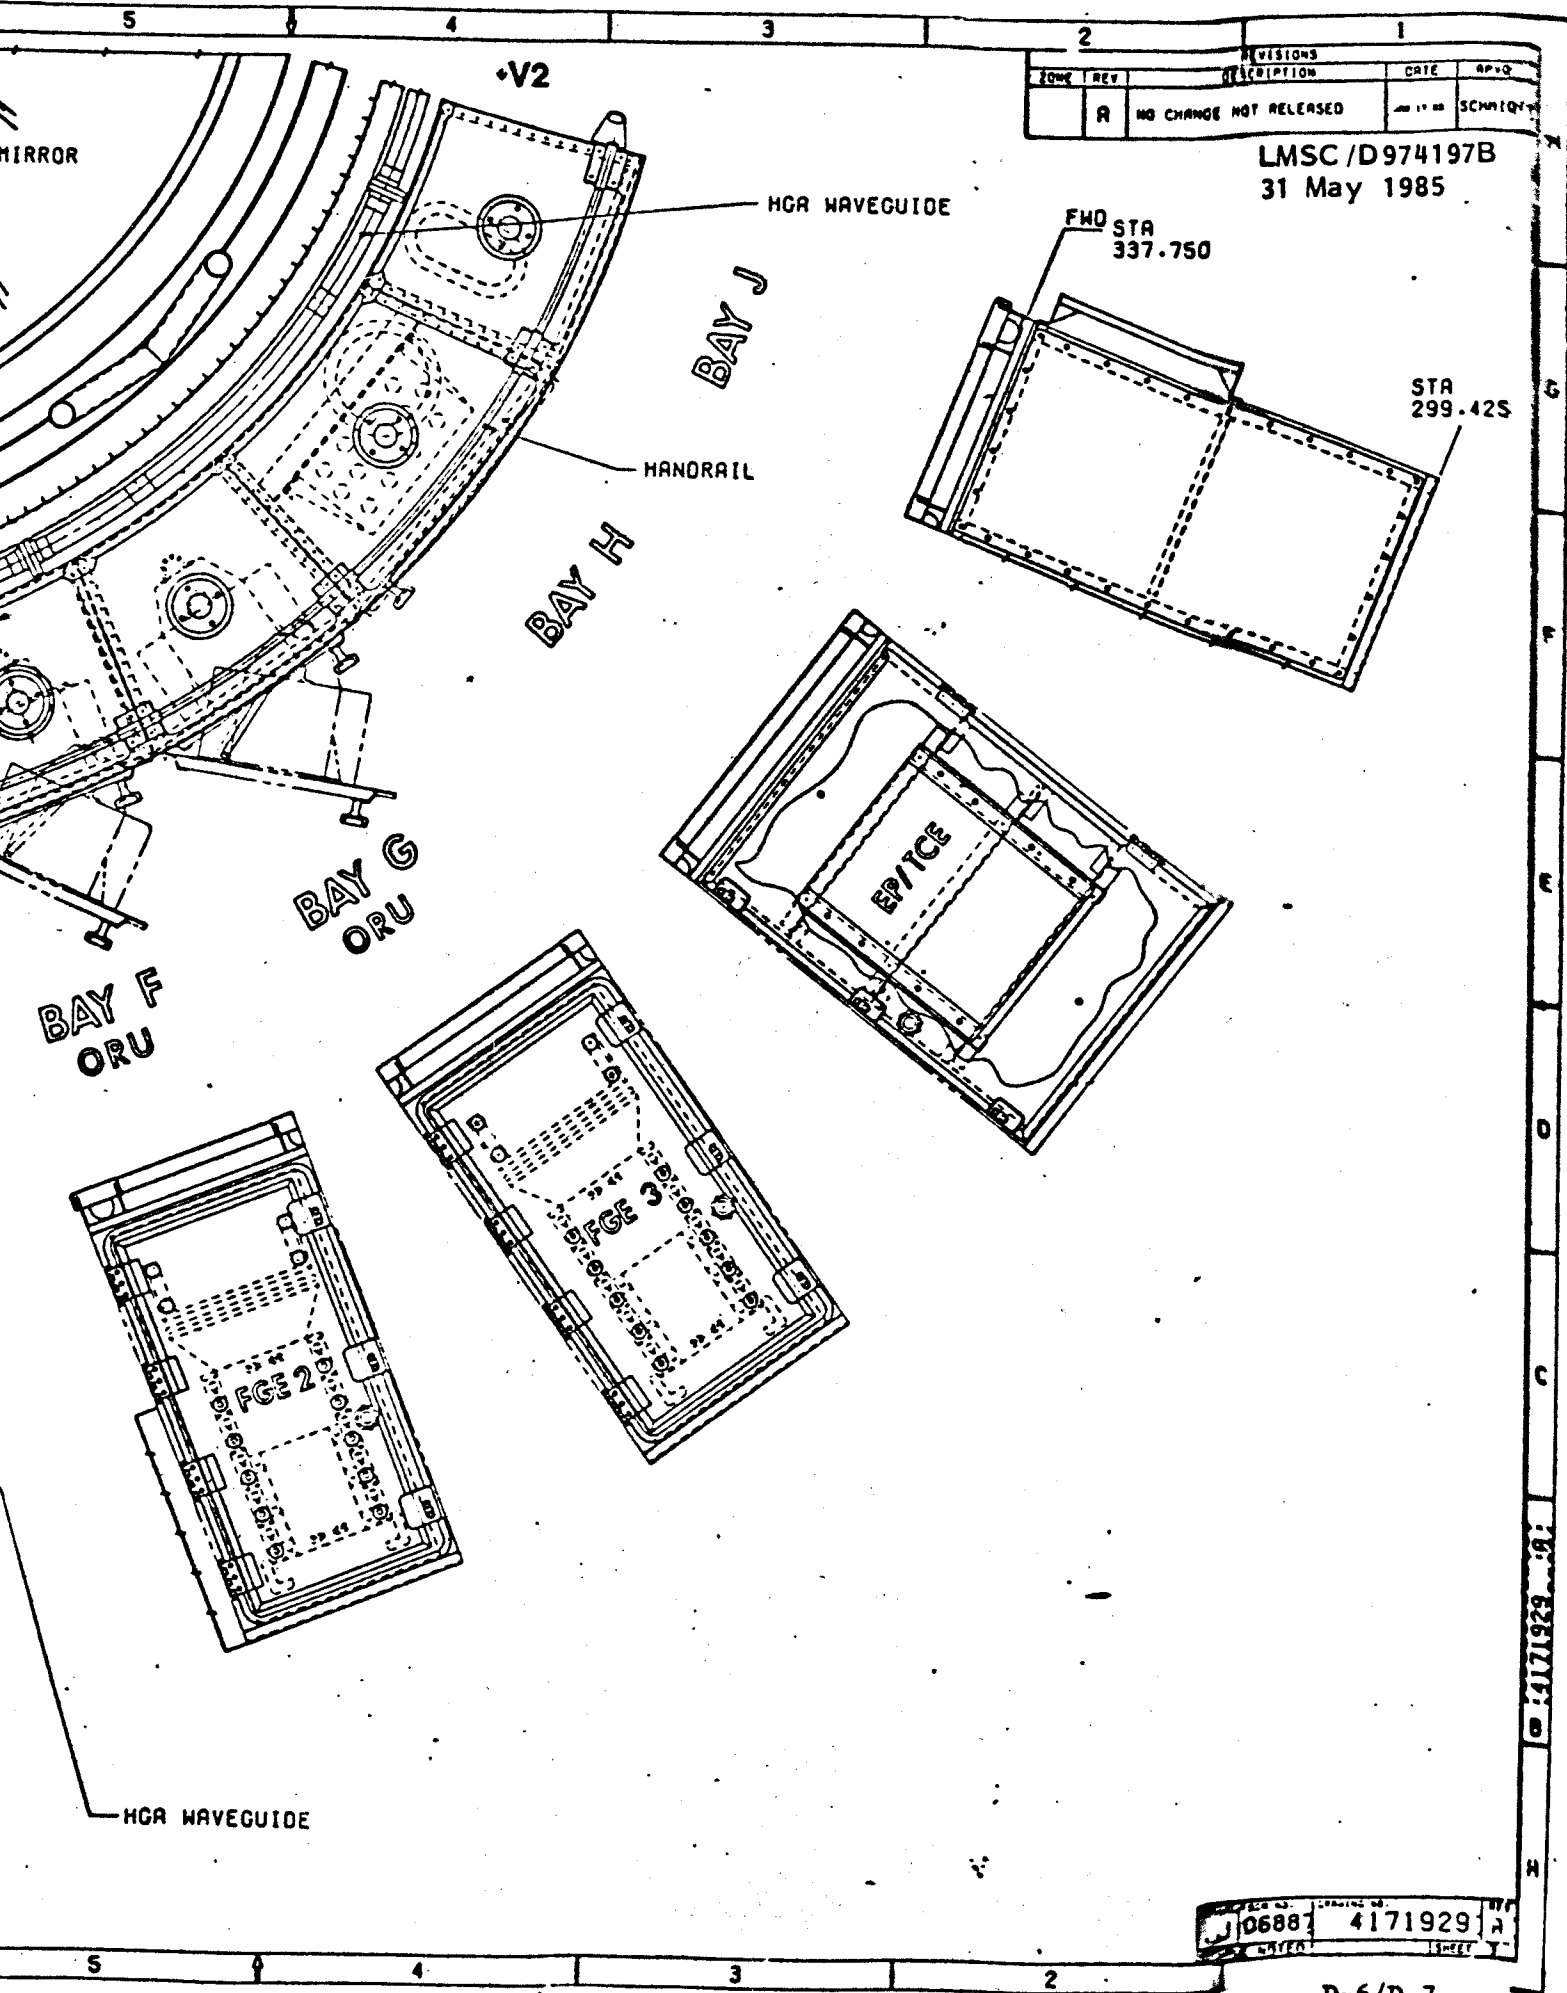 5 4 3 2 1
REVISIONS
ZONE REV DESCRIPTION DATE APVD
A NO CHANGE NOT RELEASED
LMSC/D974197B
31 May 1985
+V2
MIRROR
HGA WAVEGUIDE
FWD STA
337.750
BAY J
STA
299.425
HANDRAIL
BAY H
EP/TCE
BAY G
ORU
BAY F
ORU
FGE 3
FGE 2
HGA WAVEGUIDE
G
F
E
D
C
4171929 A
B
H
06887 4171929 A
NOTED SHEET
5 4 3 2